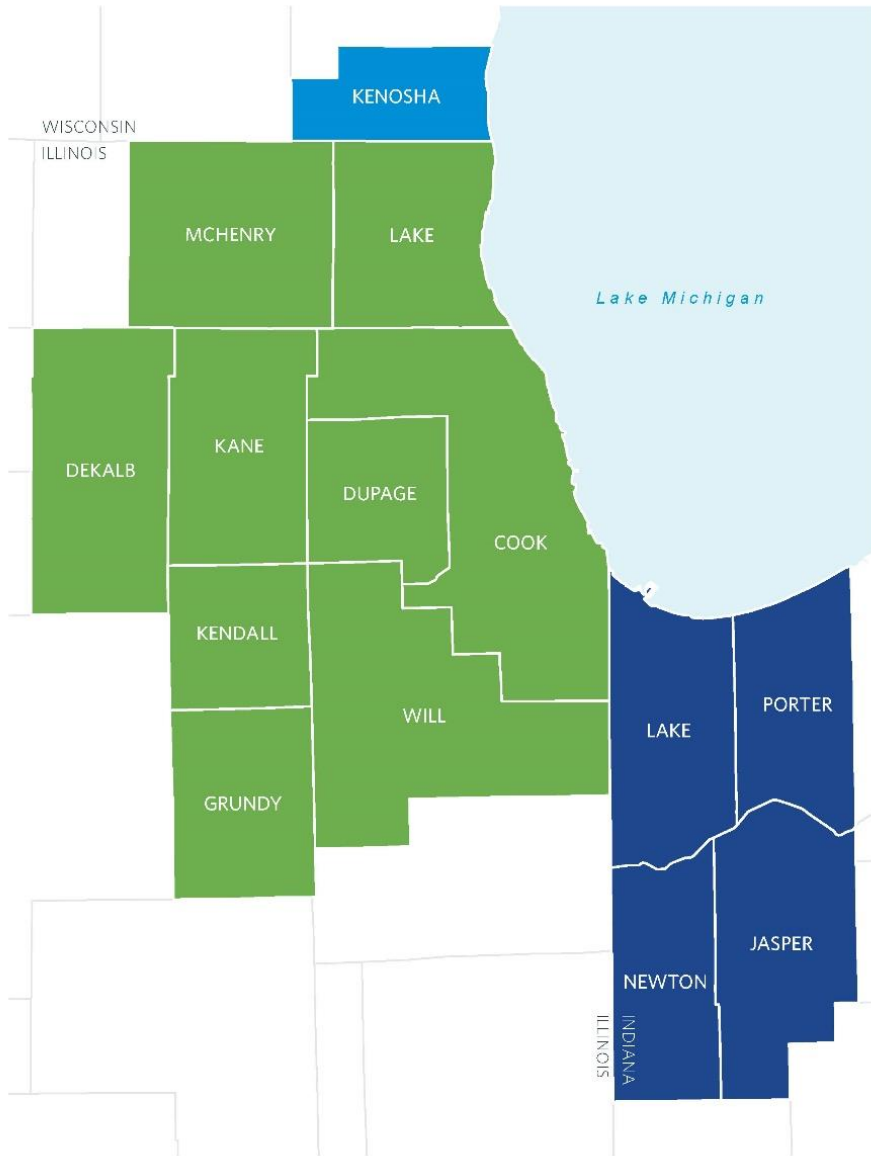 KENOSHA
WISCONSIN
ILLINOIS
MCHENRY
LAKE
Lake Michigan
KANE
DEKALB
DUPAGE
COOK
KENDALL
PORTER
WILL
LAKE
GRUNDY
JASPER
NEWTON
ILLINOIS
INDIANA